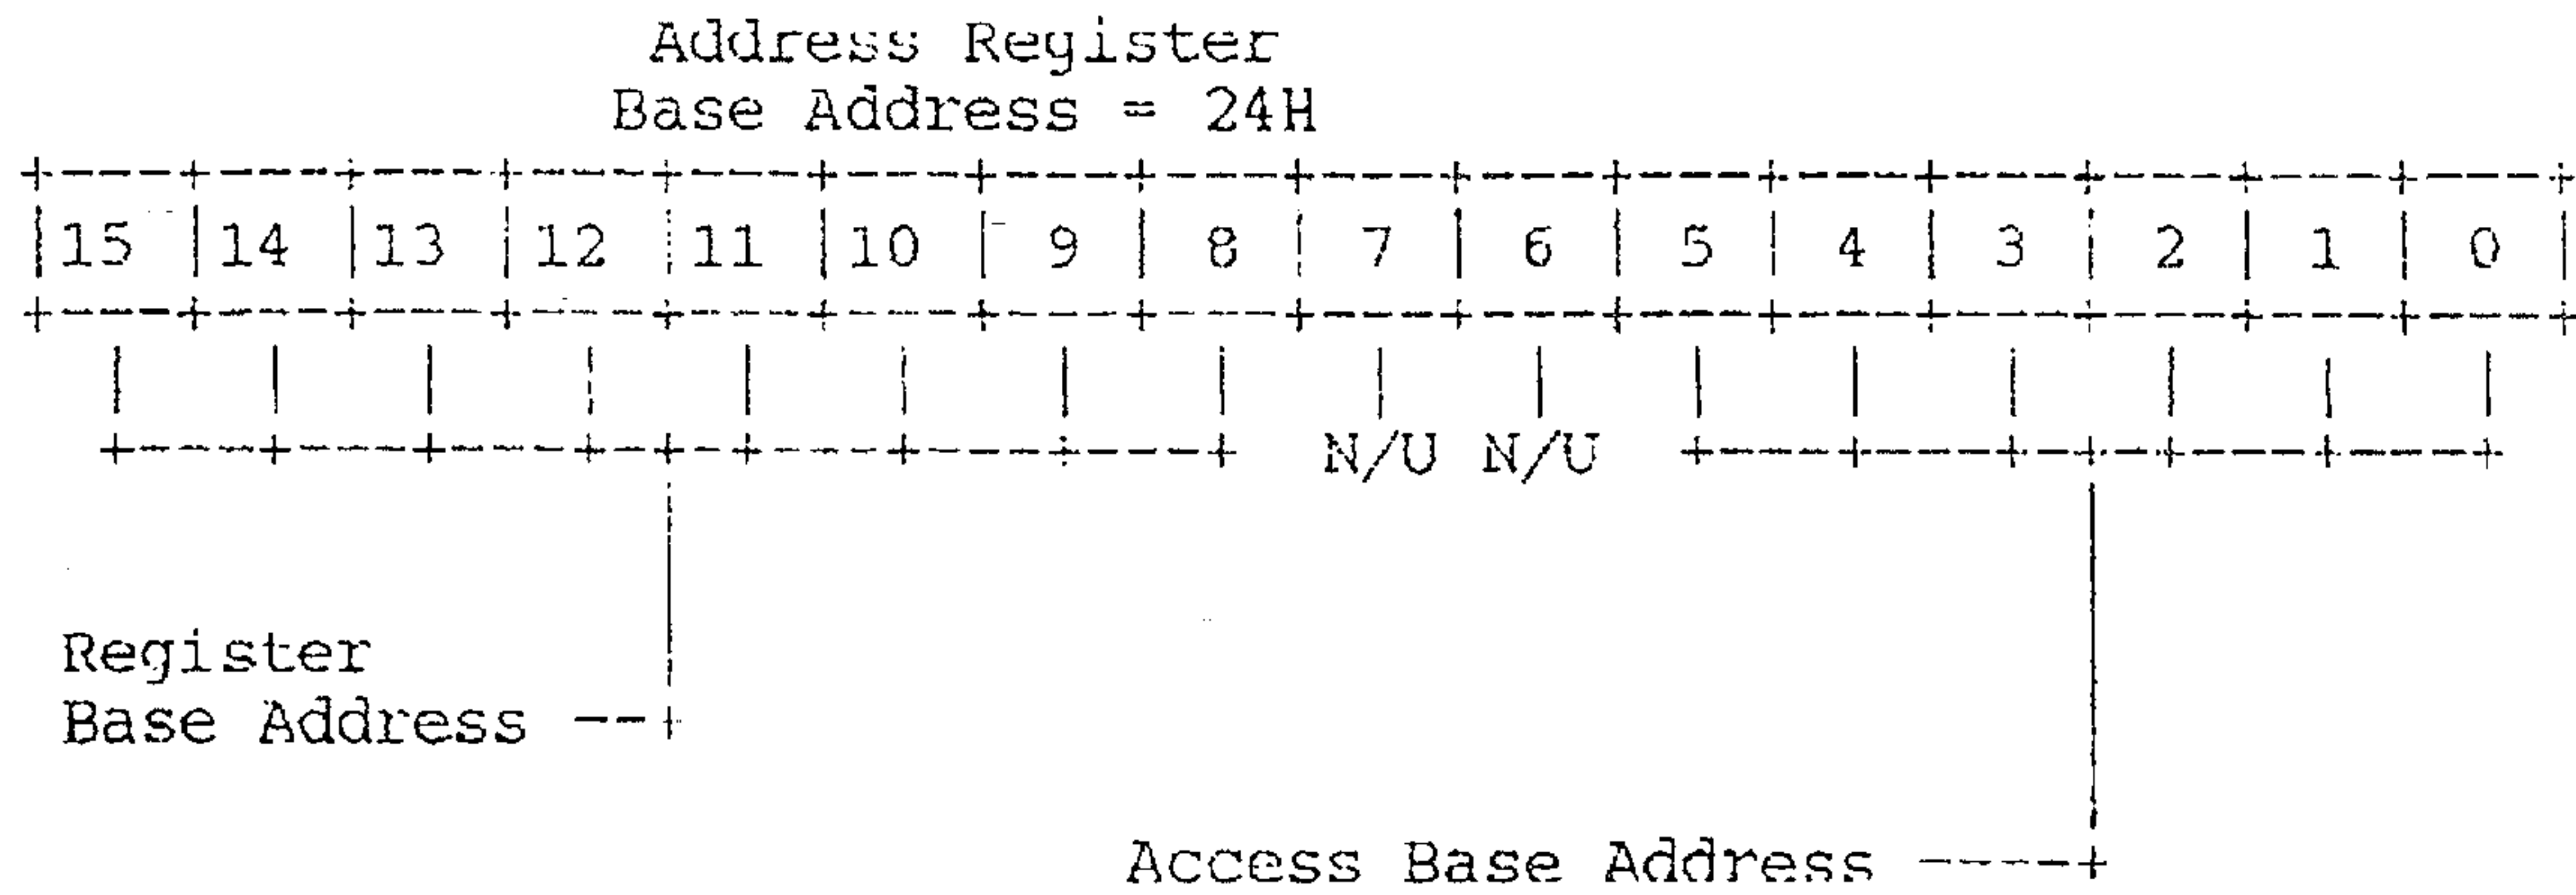 Address Register
Base Address = 24H
+----+----+----+----+----+----+----+----+----+----+----+----+----+----+----+----+
|15 |14 |13 |12 |11 |10 | 9 | 8 | 7 | 6 | 5 | 4 | 3 | 2 | 1 | 0 |
+----+----+----+----+----+----+----+----+----+----+----+----+----+----+----+----+
| | | | | | | | | | | | | | | |
+----+----+----+--+--+----+----+----+ N/U N/U +----+----+--+--+----+----+
Register
Base Address --+
Access Base Address -----+